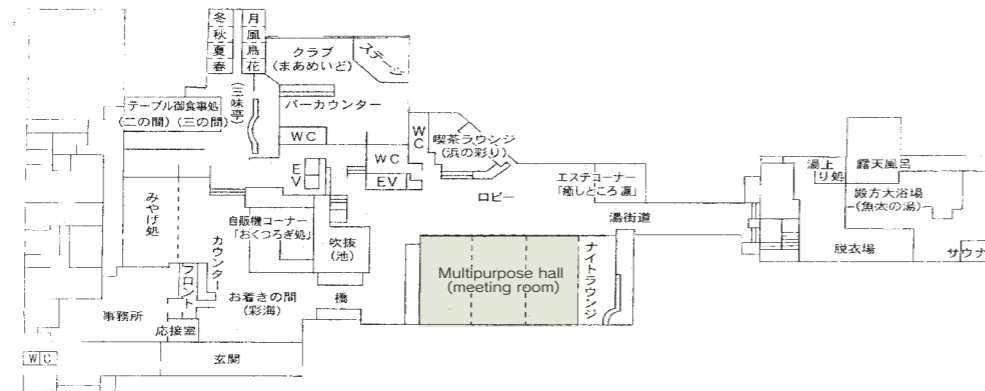 冬 月
秋 風
夏 鳥
春 花
クラブ
(まあめいど)
ステージ
(三味亭)
バーカウンター
テーブル御食事処
(二の間)(三の間)
WC
WC
WC
EV
EV
喫茶ラウンジ
(浜の彩り)
ロビー
エステコーナー
「癒しどころ 凛」
湯街道
湯上り処
露天風呂
殿方大浴場
(魚太の湯)
脱衣場
サウナ
みやげ処
カウンター
自販機コーナー
「おくつろぎ処」
吹抜
(池)
Multipurpose hall
(meeting room)
ナイトラウンジ
フロント
お着きの間
(彩海)
橋
事務所
応接室
玄関
WC